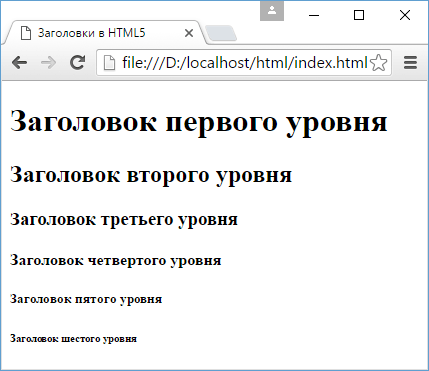 Заголовки в HTML5
file:///D:/localhost/html/index.html
Заголовок первого уровня
Заголовок второго уровня
Заголовок третьего уровня
Заголовок четвертого уровня
Заголовок пятого уровня
Заголовок шестого уровня